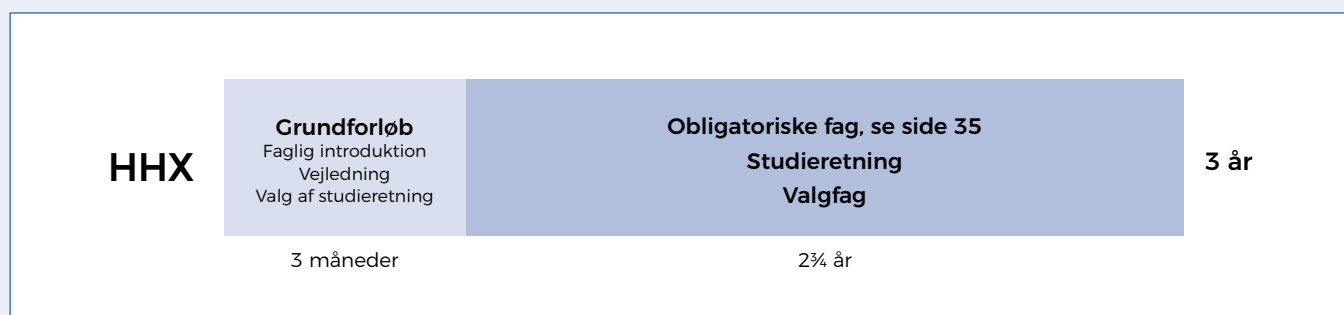 HHX
Grundforløb
Faglig introduktion
Vejledning
Valg af studieretning
Obligatoriske fag, se side 35
Studieretning
Valgfag
3 år
3 måneder
2¾ år